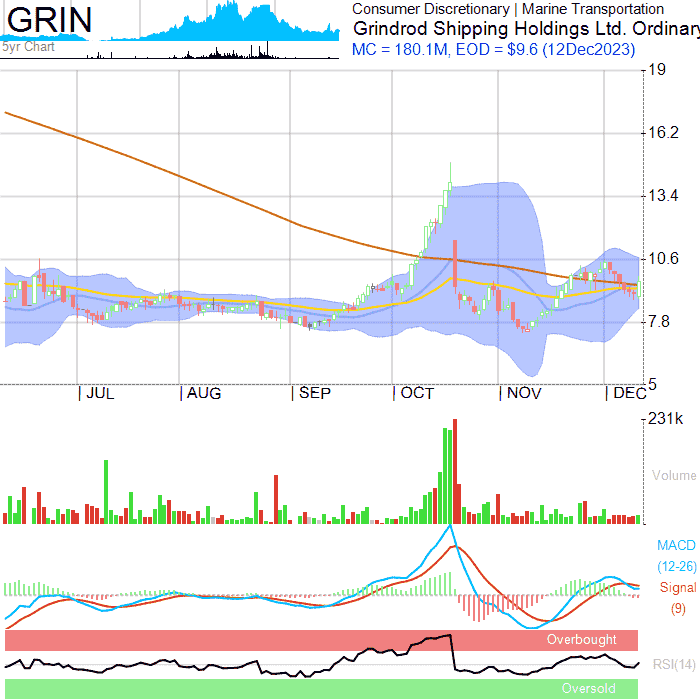 GRIN
5yr Chart
Consumer Discretionary | Marine Transportation
Grindrod Shipping Holdings Ltd. Ordinary
MC = 180.1M, EOD = $9.6 (12Dec2023)
19
16.2
13.4
10.6
7.8
5
JUL AUG SEP OCT NOV DEC
231k
Volume
MACD
(12-26)
Signal
(9)
Overbought
RSI(14)
Oversold